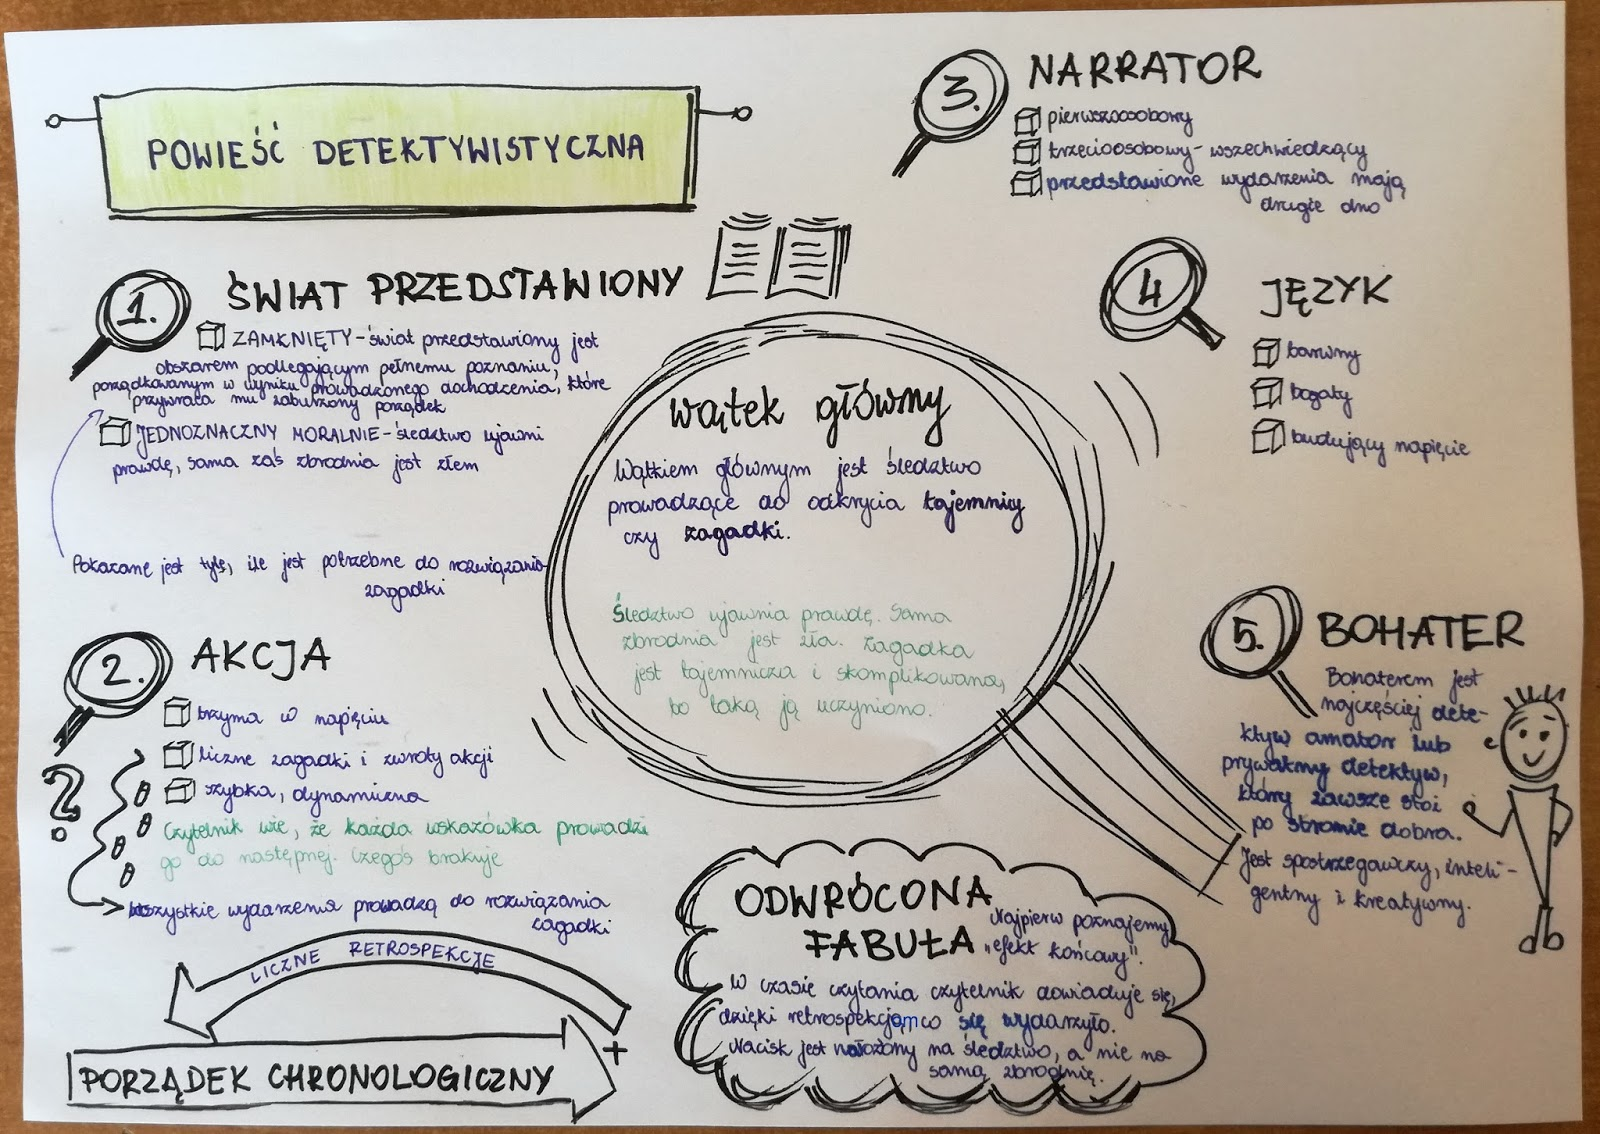 POWIEŚĆ DETEKTYWISTYCZNA
1. ŚWIAT PRZEDSTAWIONY
ZAMKNIĘTY - świat przedstawiony jest
obszarem podlegającym pełnemu poznaniu,
porządkowanym w wyniku prowadzonego dochodzenia, które
przywraca mu zaburzony porządek
JEDNOZNACZNY MORALNIE - śledztwo ujawni
prawdę, sama zaś zbrodnia jest złem
Pokazane jest tyle, ile jest potrzebne do rozwiązania
zagadki
2. AKCJA
trzyma w napięciu
liczne zagadki i zwroty akcji
szybka, dynamiczna
Czytelnik wie, że każda wskazówka prowadzi
go do następnej. Czegoś brakuje
?
wszystkie wydarzenia prowadzą do rozwiązania
zagadki
LICZNE RETROSPEKCJE
+
PORZĄDEK CHRONOLOGICZNY
wątek główny
Wątkiem głównym jest śledztwo
prowadzące do odkrycia tajemnicy
czy zagadki.
Śledztwo ujawnia prawdę. Sama
zbrodnia jest zła. Zagadka
jest tajemnicza i skomplikowana,
bo taką ją uczyniono.
ODWRÓCONA
FABUŁA
Najpierw poznajemy
„efekt końcowy".
W czasie czytania czytelnik dowiaduje się,
dzięki retrospekcjom co się wydarzyło.
Nacisk jest nałożony na śledztwo, a nie na
samą zbrodnię.
3. NARRATOR
pierwszoosobowy
trzecioosobowy - wszechwiedzący
przedstawione wydarzenia mają
drugie dno
4 JĘZYK
barwny
bogaty
budujący napięcie
5. BOHATER
Bohaterem jest
najczęściej dete-
ktyw amator lub
prywatny detektyw,
który zawsze stoi
po stronie dobra.
Jest spostrzegawczy, inteli-
gentny i kreatywny.